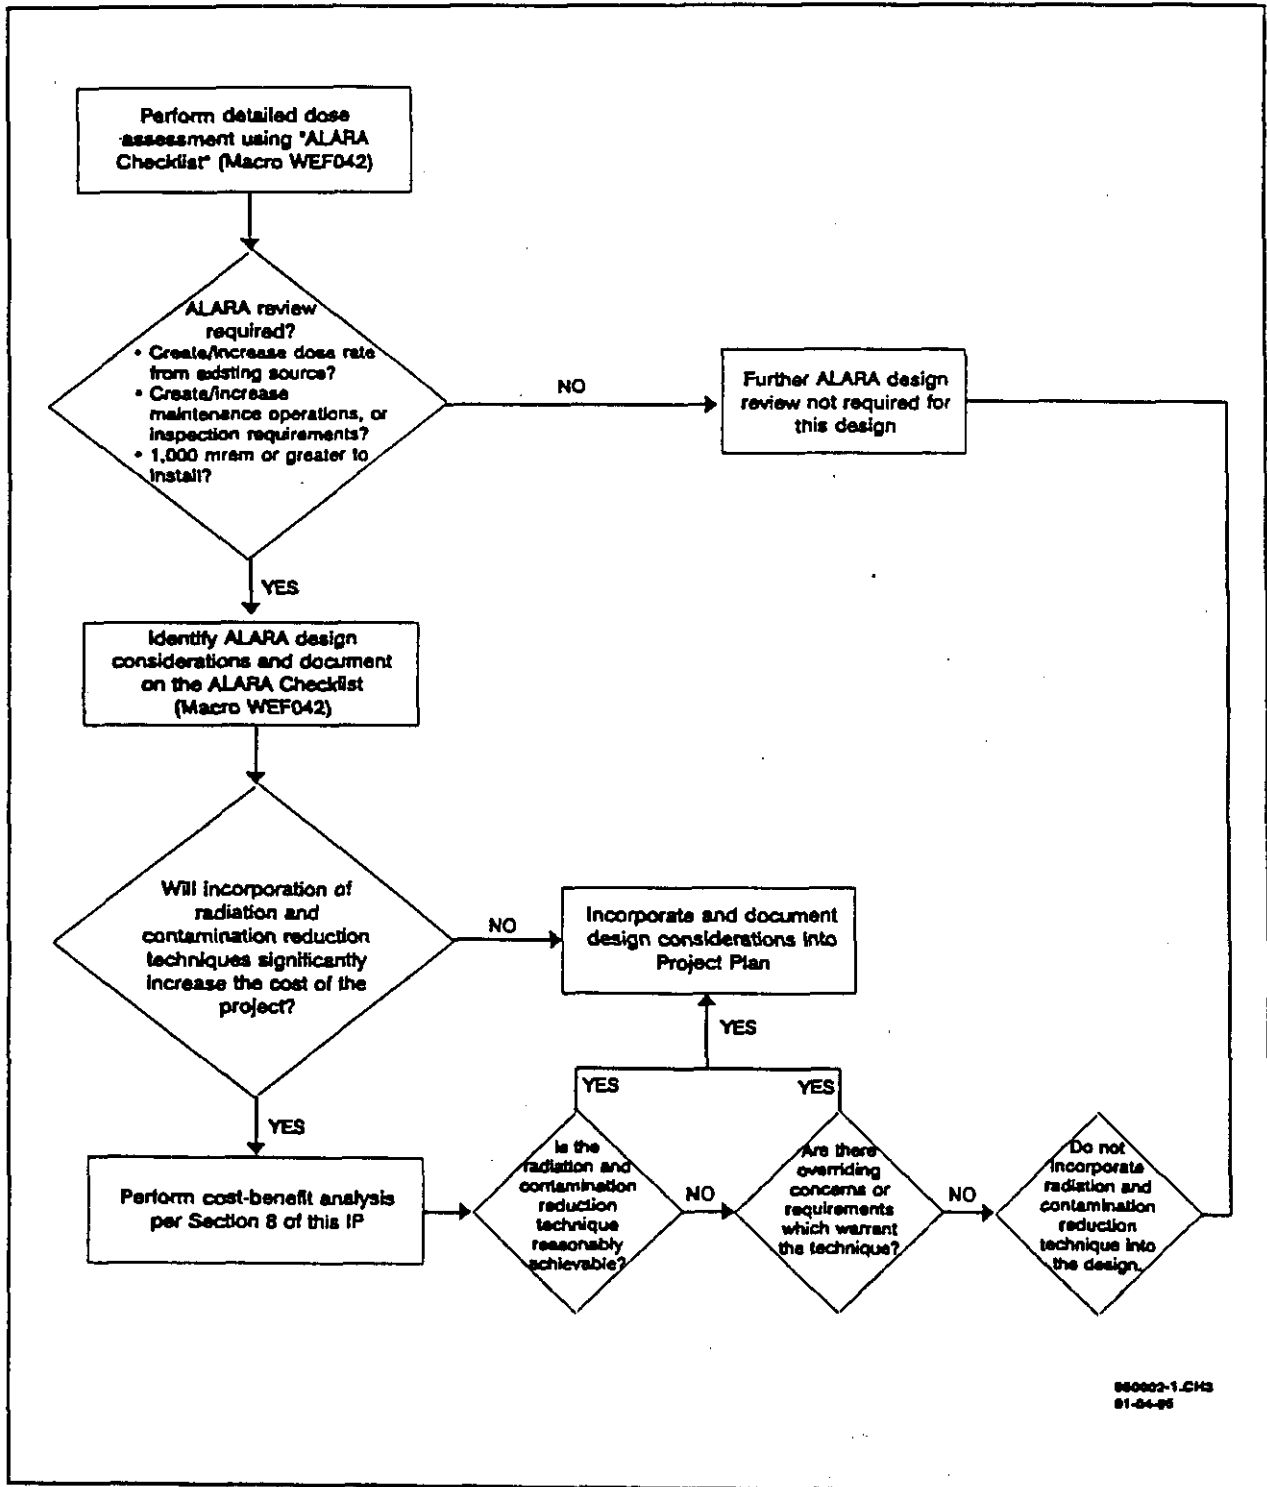 Perform detailed dose
assessment using "ALARA
Checklist" (Macro WEF042)
ALARA review
required?
• Create/increase dose rate
from existing source?
• Create/increase
maintenance operations, or
inspection requirements?
• 1,000 mrem or greater to
install?
NO
Further ALARA design
review not required for
this design
YES
Identify ALARA design
considerations and document
on the ALARA Checklist
(Macro WEF042)
Will incorporation of
radiation and
contamination reduction
techniques significantly
increase the cost of the
project?
NO
Incorporate and document
design considerations into
Project Plan
YES
YES
YES
YES
Perform cost-benefit analysis
per Section 8 of this IP
Is the
radiation and
contamination
reduction
technique
reasonably
achievable?
NO
Are there
overriding
concerns or
requirements
which warrant
the technique?
NO
Do not
incorporate
radiation and
contamination
reduction
technique into
the design.